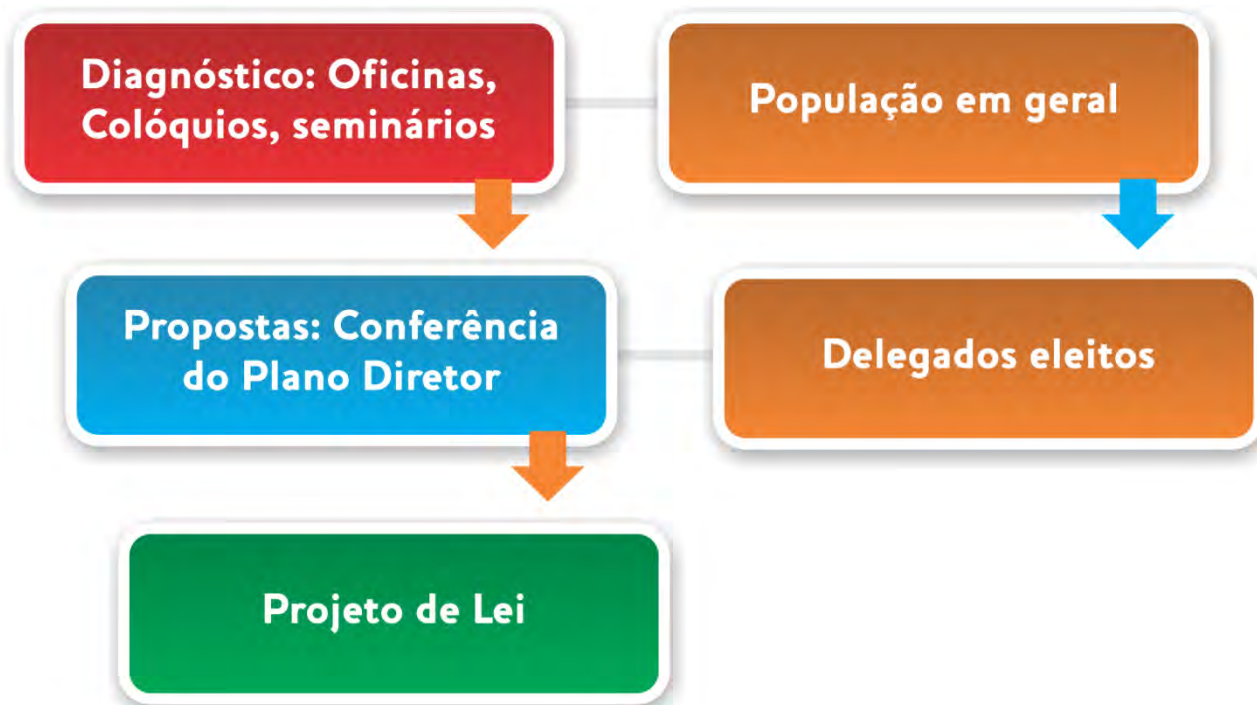 Diagnóstico: Oficinas,
Colóquios, seminários
População em geral
Propostas: Conferência
do Plano Diretor
Delegados eleitos
Projeto de Lei